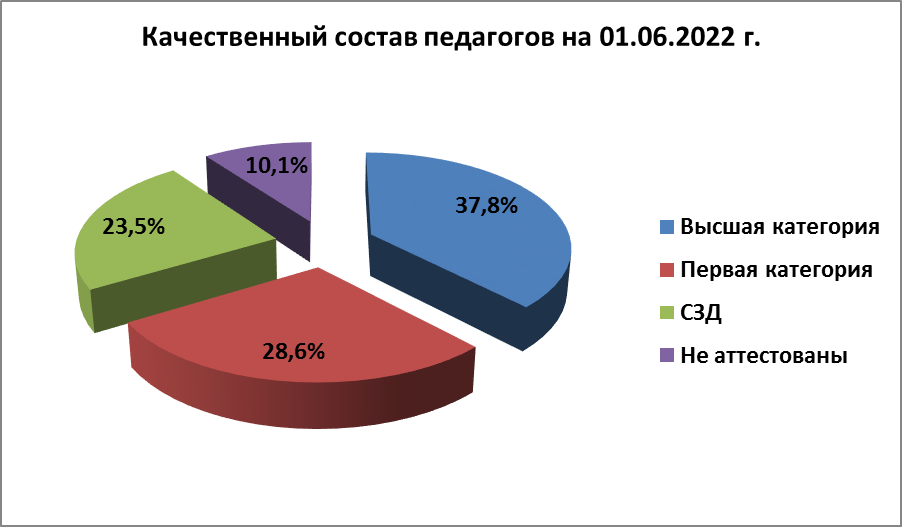 Качественный состав педагогов на 01.06.2022 г.
10,1%
37,8%
23,5%
28,6%
Высшая категория
Первая категория
СЗД
Не аттестованы